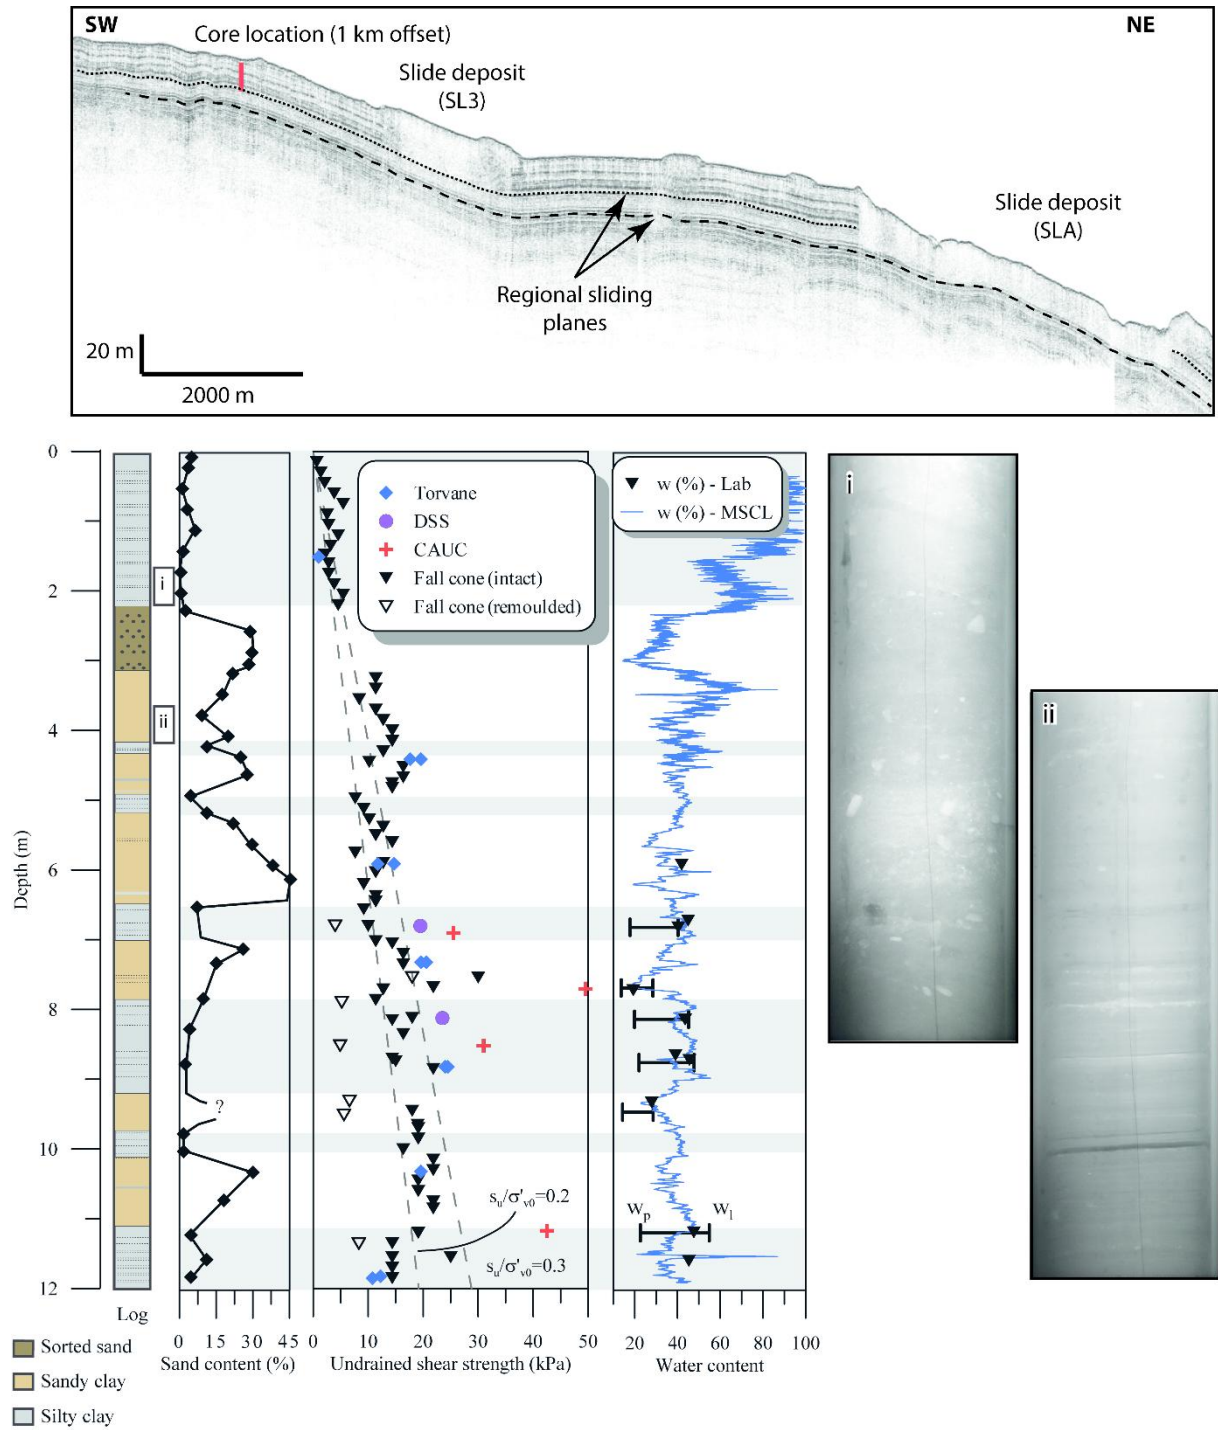 SW
NE
Core location (1 km offset)
Slide deposit
(SL3)
Slide deposit
(SLA)
Regional sliding
planes
20 m
2000 m
0
2
4
6
8
10
12
Depth (m)
i
ii
?
Torvane
DSS
CAUC
Fall cone (intact)
Fall cone (remoulded)
w (%) - Lab
w (%) - MSCL
i
ii
su/σ'v0=0.2
su/σ'v0=0.3
Wp
Wl
Log
0 15 30 45
Sand content (%)
0 10 20 30 40 50
Undrained shear strength (kPa)
20 40 60 80 100
Water content
Sorted sand
Sandy clay
Silty clay